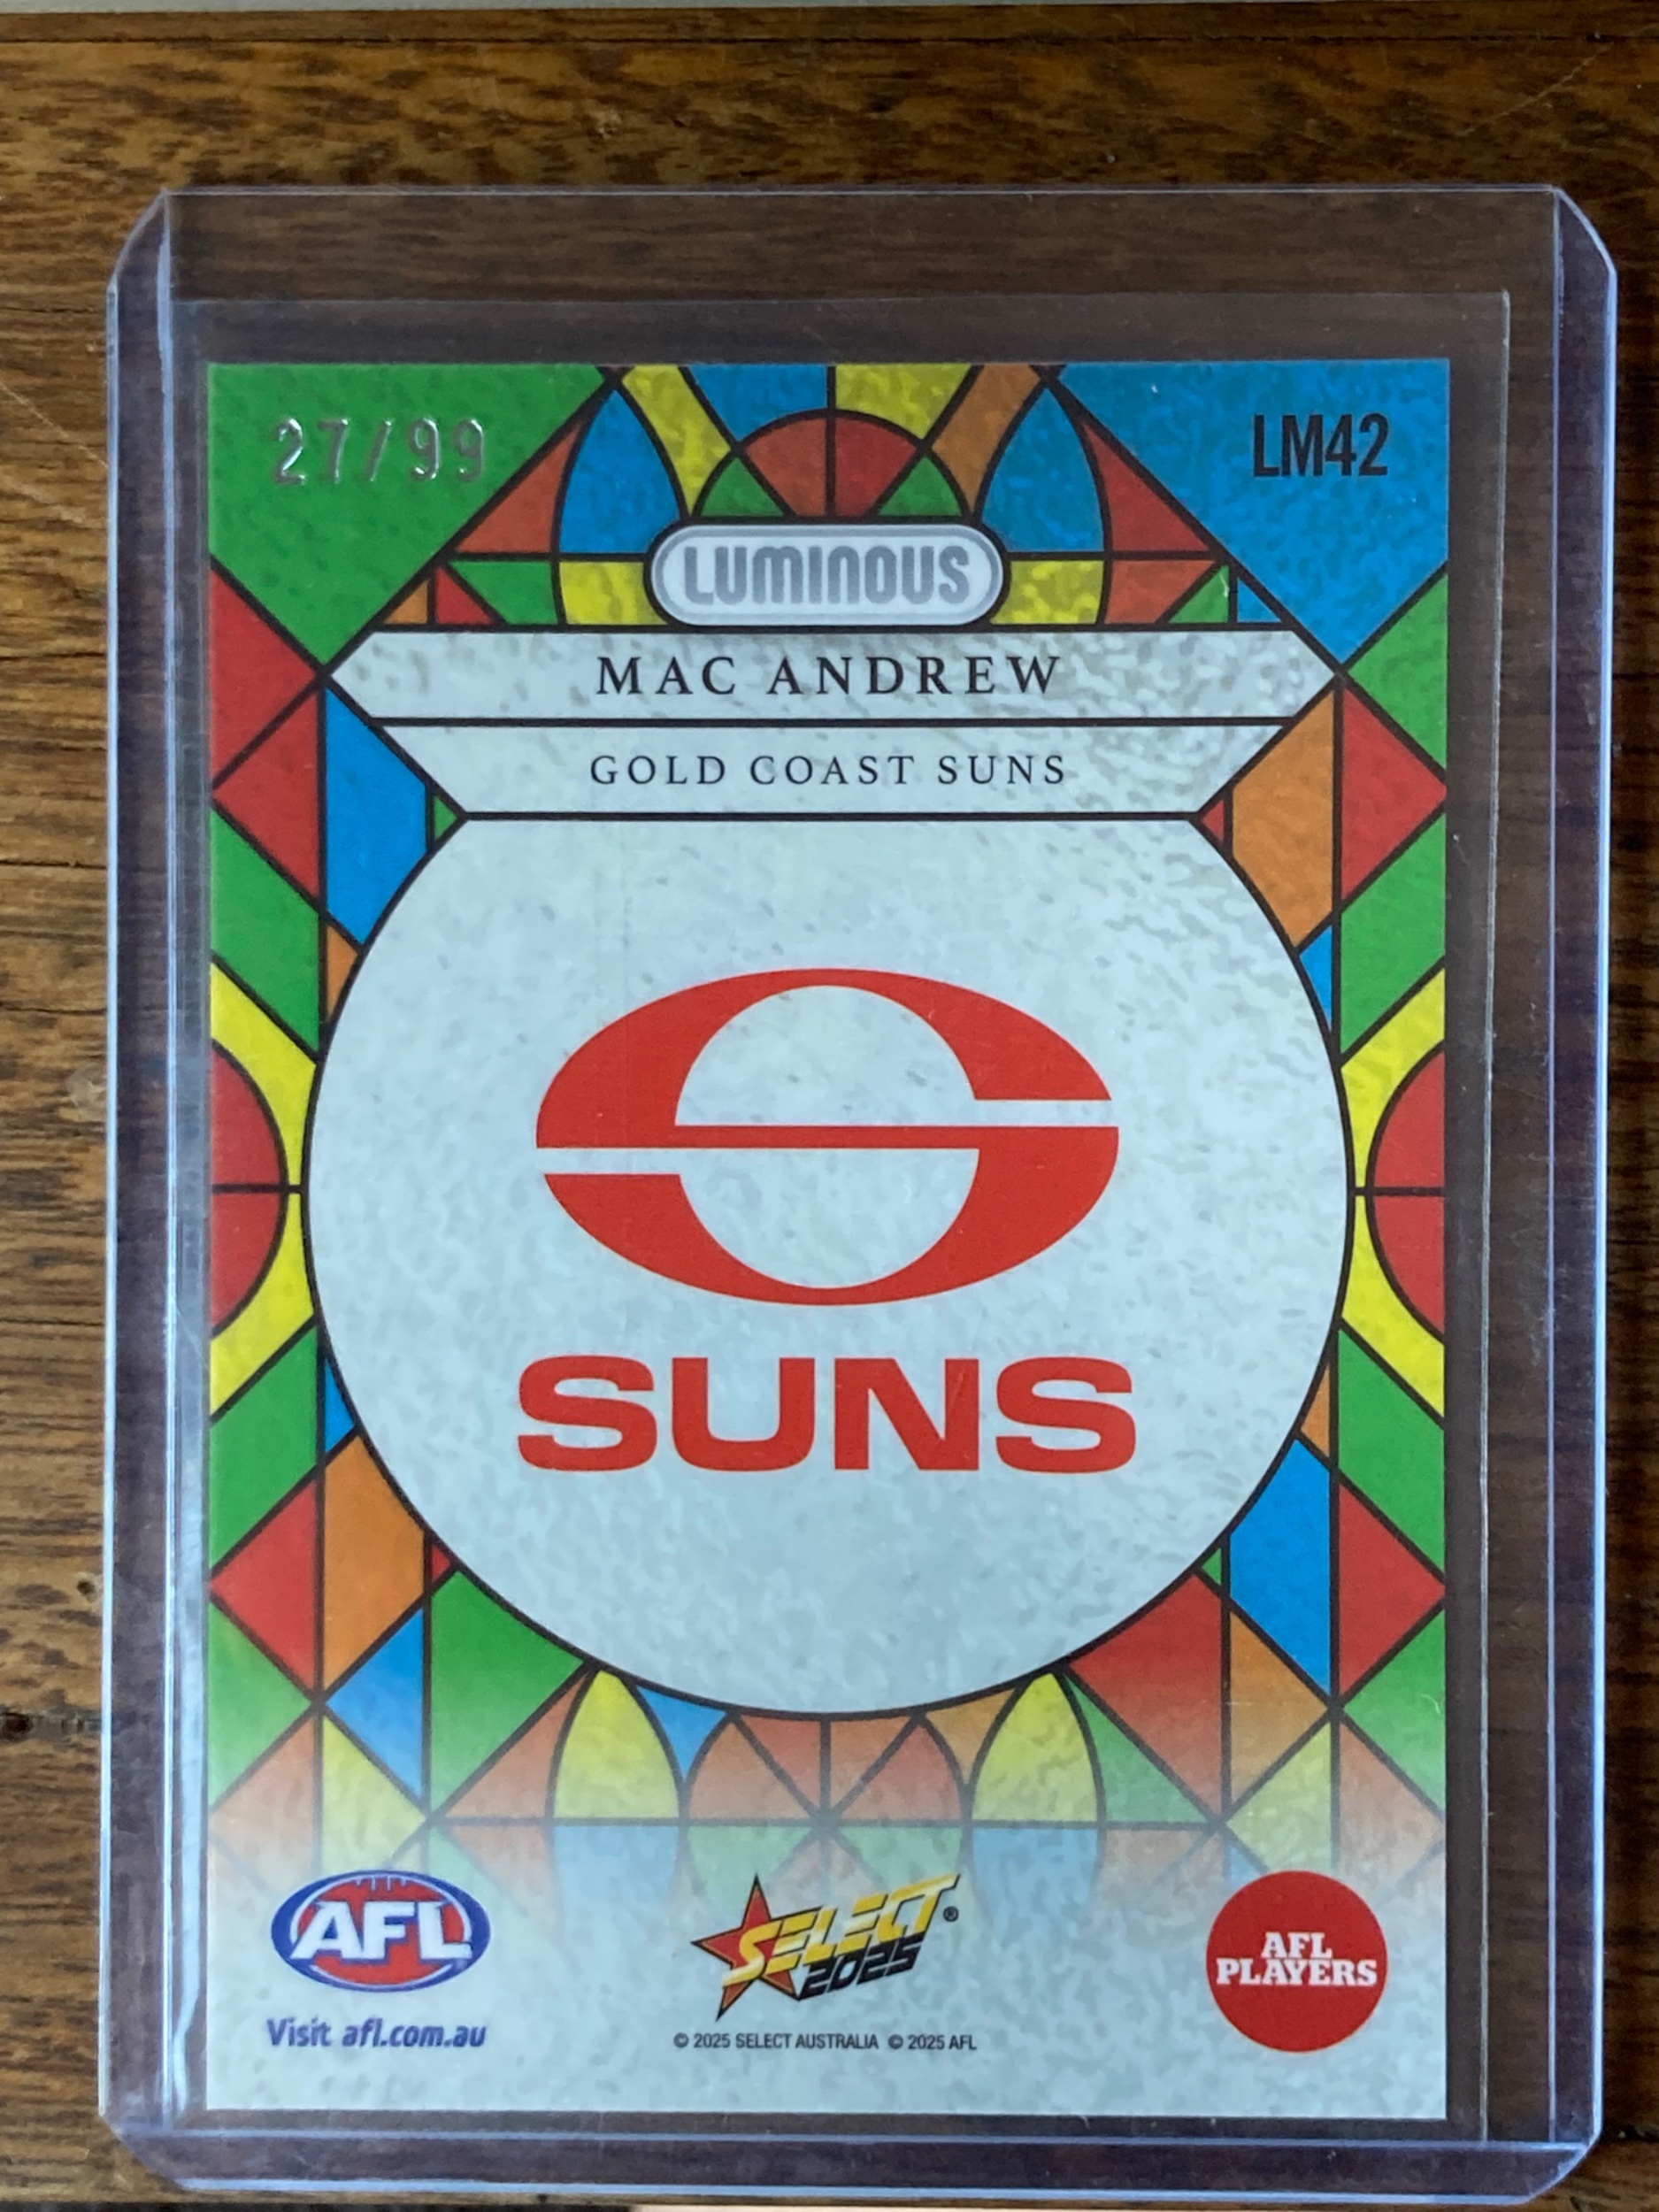 27/99
LM42
LUMINOUS
MAC ANDREW
GOLD COAST SUNS
SUNS
AFL
Visit afl.com.au
SELECT®
2025
© 2025 SELECT AUSTRALIA © 2025 AFL
AFL
PLAYERS